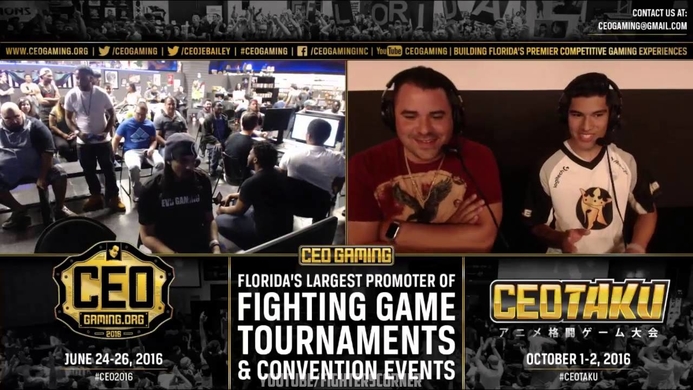 CONTACT US AT:
CEOGAMING@GMAIL.COM
WWW.CEOGAMING.ORG | /CEOGAMING | /CEOJEBAILEY | #CEOGAMING | /CEOGAMINGINC | YouTube CEOGAMING | BUILDING FLORIDA'S PREMIER COMPETITIVE GAMING EXPERIENCES
CEO GAMING
CEO
GAMING.ORG
2016
JUNE 24-26, 2016
#CEO2016
FLORIDA'S LARGEST PROMOTER OF
FIGHTING GAME
TOURNAMENTS
& CONVENTION EVENTS
YOUTUBE/FIGHTERSCORNER
CEOTAKU
アニメ格闘ゲーム大会
OCTOBER 1-2, 2016
#CEOTAKU